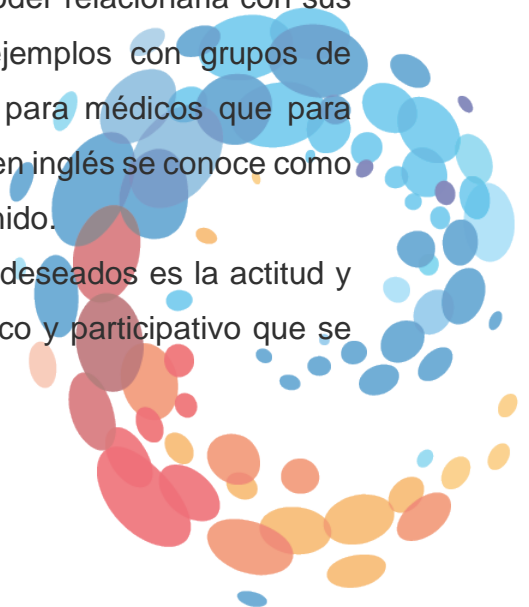 poder relacionarla con sus
ejemplos con grupos de
para médicos que para
en inglés se conoce como
nido.
deseados es la actitud y
co y participativo que se